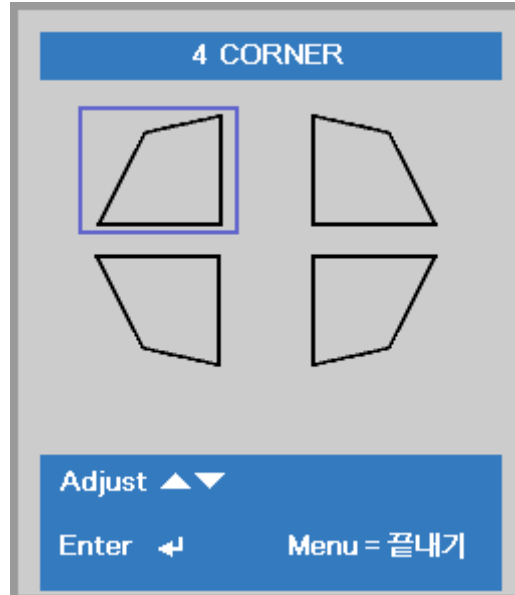 4 CORNER
Adjust ▲▼
Enter ↵
Menu = 끝내기